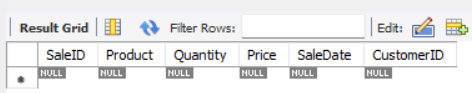 Result Grid Filter Rows: Edit:
SaleID Product Quantity Price SaleDate CustomerID
NULL NULL NULL NULL NULL NULL